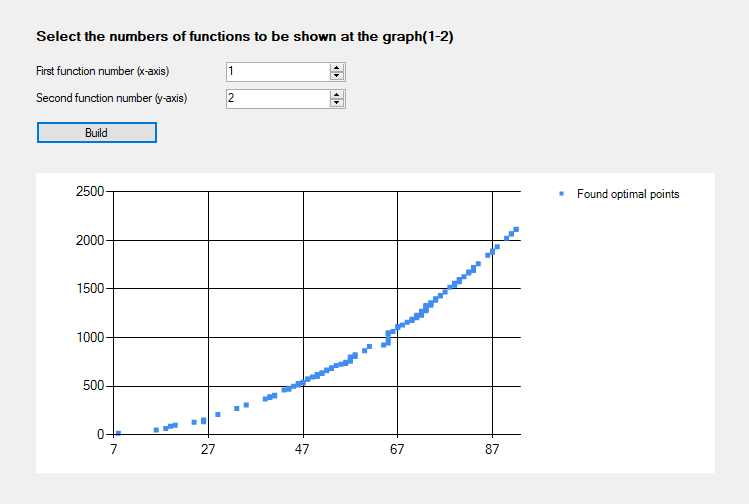 Select the numbers of functions to be shown at the graph(1-2)
First function number (x-axis) 1
Second function number (y-axis) 2
Build
2500
Found optimal points
2000
1500
1000
500
0
7 27 47 67 87